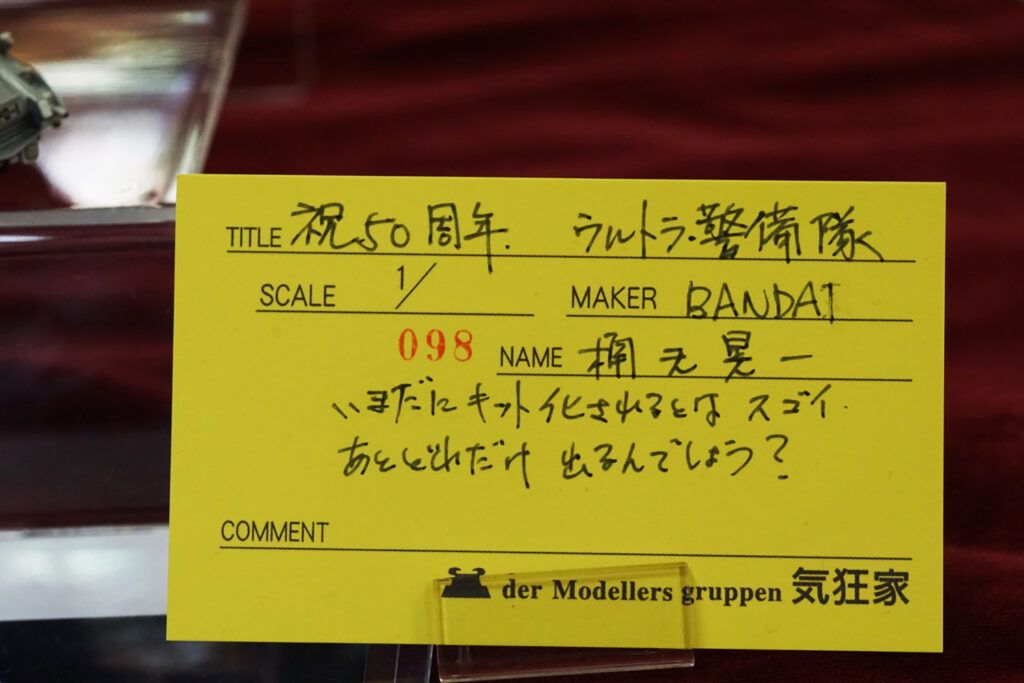 TITLE 祝50周年. ウルトラ警備隊
SCALE 1/
MAKER BANDAI
098
NAME 桶元晃一
いまだにキット化されるとは スゴイ.
あとどれだけ 出るんでしょう?
COMMENT
der Modellers gruppen 気狂家